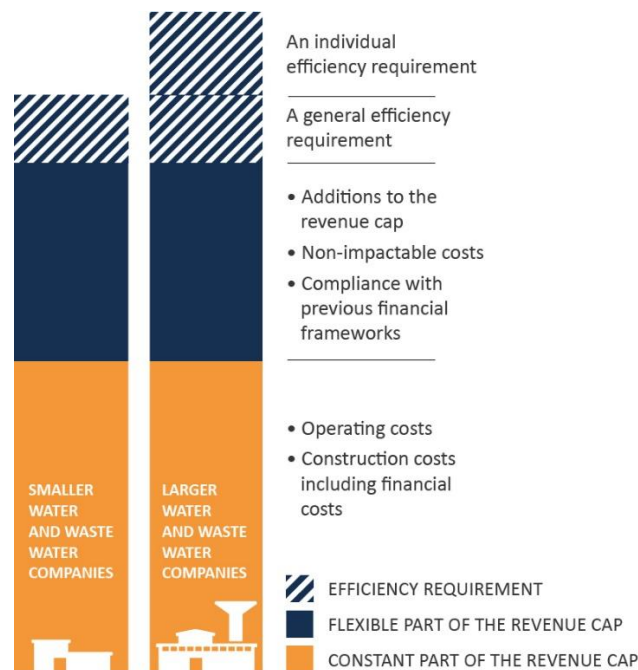 An individual
efficiency requirement
A general efficiency
requirement
• Additions to the
revenue cap
• Non-impactable costs
• Compliance with
previous financial
frameworks
• Operating costs
• Construction costs
including financial
costs
SMALLER
WATER
AND WASTE
WATER
COMPANIES
LARGER
WATER
AND WASTE
WATER
COMPANIES
EFFICIENCY REQUIREMENT
FLEXIBLE PART OF THE REVENUE CAP
CONSTANT PART OF THE REVENUE CAP